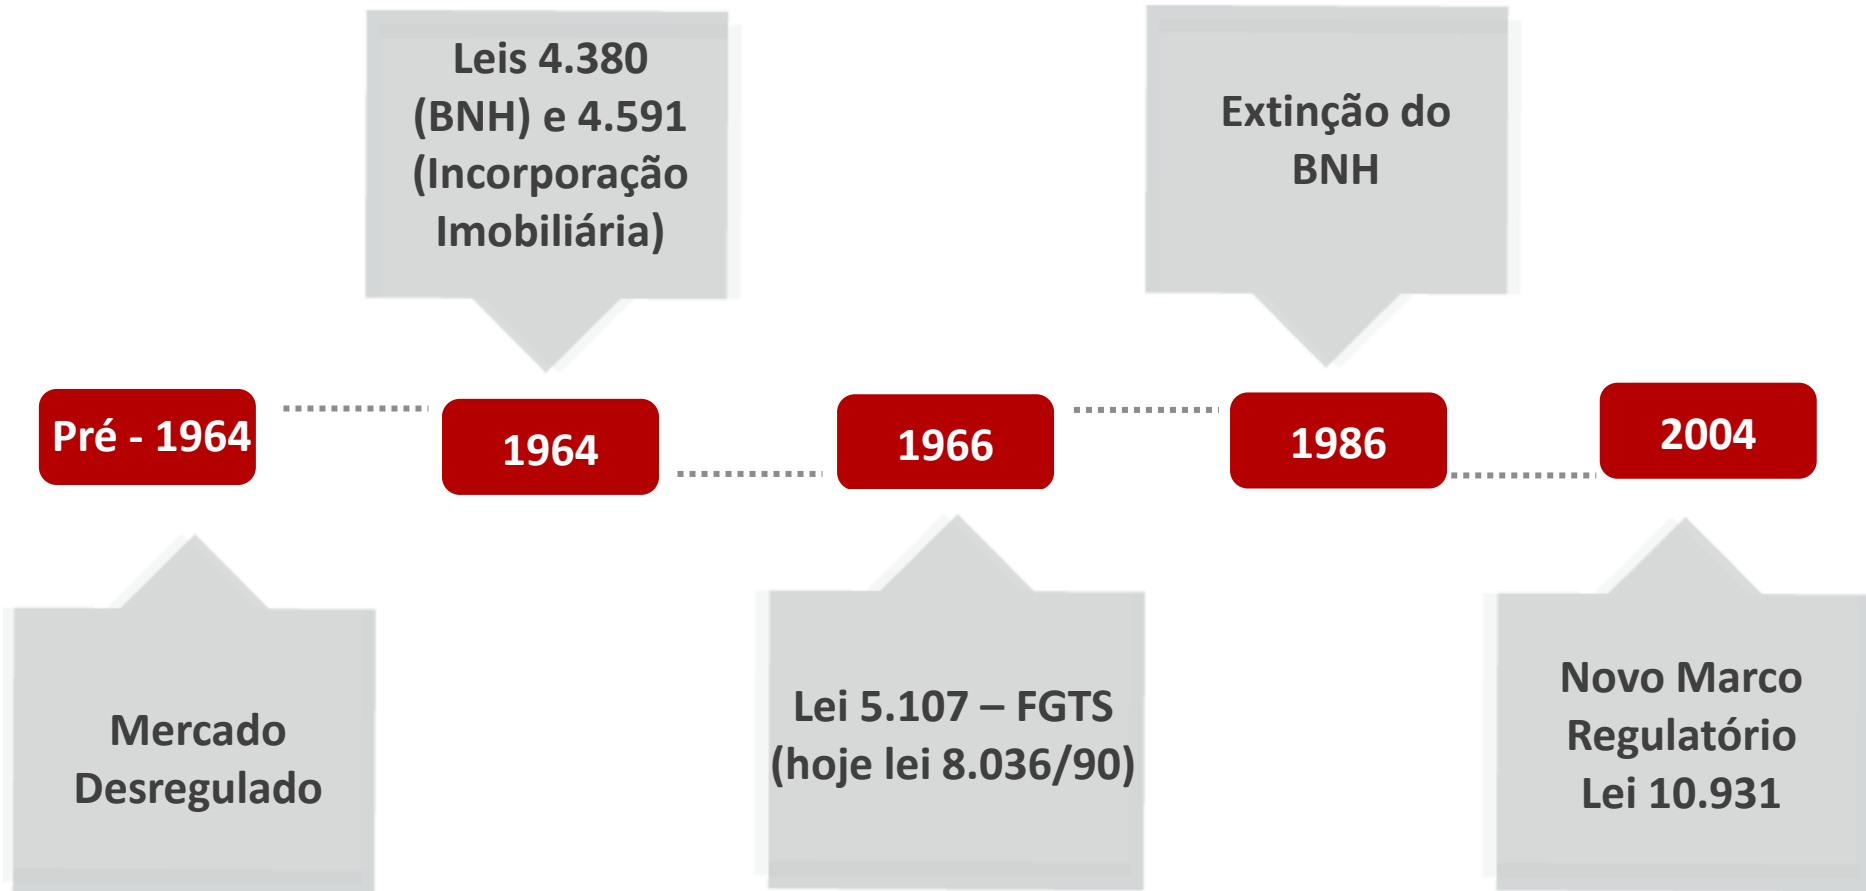 Leis 4.380
(BNH) e 4.591
(Incorporação
Imobiliária)
Extinção do
BNH
Pré - 1964
1964
1966
1986
2004
Mercado
Desregulado
Lei 5.107 – FGTS
(hoje lei 8.036/90)
Novo Marco
Regulatório
Lei 10.931